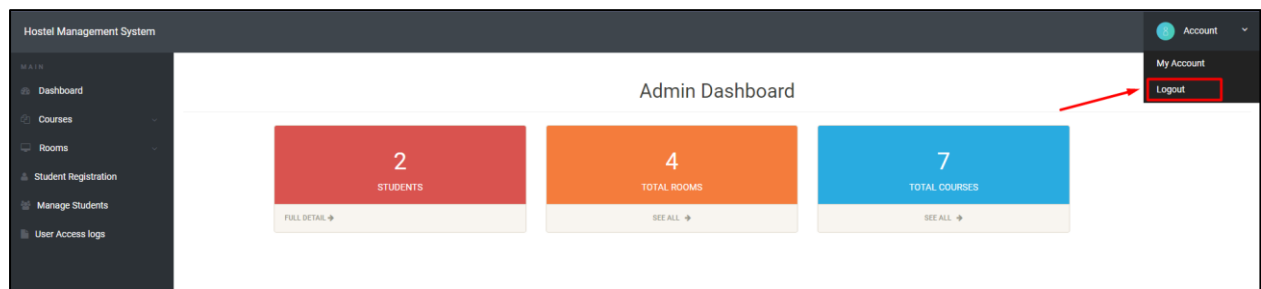 Hostel Management System
Account
My Account
Logout
MAIN
Dashboard
Courses
Rooms
Student Registration
Manage Students
User Access logs
Admin Dashboard
2
STUDENTS
FULL DETAIL
4
TOTAL ROOMS
SEE ALL
7
TOTAL COURSES
SEE ALL